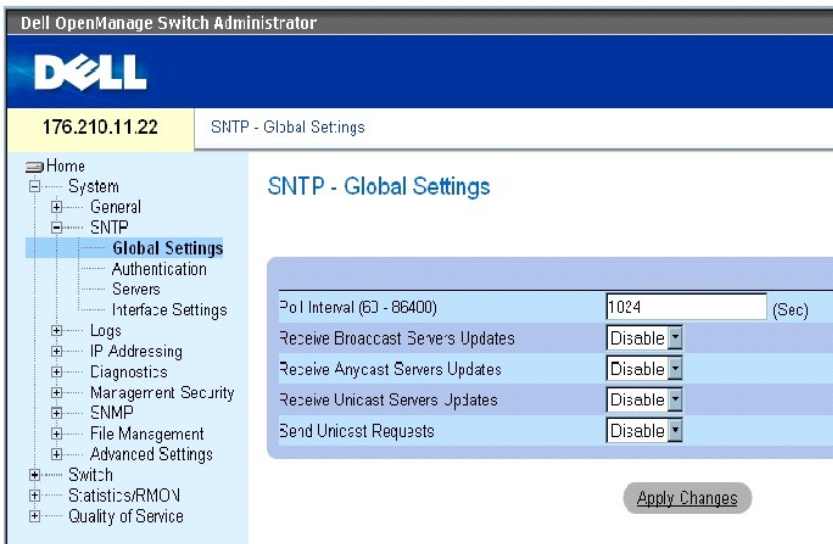 Dell OpenManage Switch Administrator
DELL
176.210.11.22
SNTP - Global Settings
Home
System
General
SNTP
Global Settings
Authentication
Servers
Interface Settings
Logs
IP Addressing
Diagnostics
Management Security
SNMP
File Management
Advanced Settings
Switch
Statistics/RMON
Quality of Service
SNTP - Global Settings
Poll Interval (60 - 86400) 1024 (Sec)
Receive Broadcast Servers Updates Disable
Receive Anycast Servers Updates Disable
Receive Unicast Servers Updates Disable
Send Unicast Requests Disable
Apply Changes